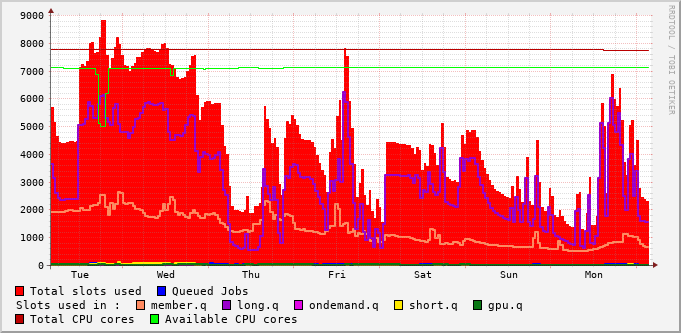 9000
8000
7000
6000
5000
4000
3000
2000
1000
0
Tue Wed Thu Fri Sat Sun Mon
RRDTOOL / TOBI OETIKER
Total slots used Queued Jobs
Slots used in : member.q long.q ondemand.q short.q gpu.q
Total CPU cores Available CPU cores